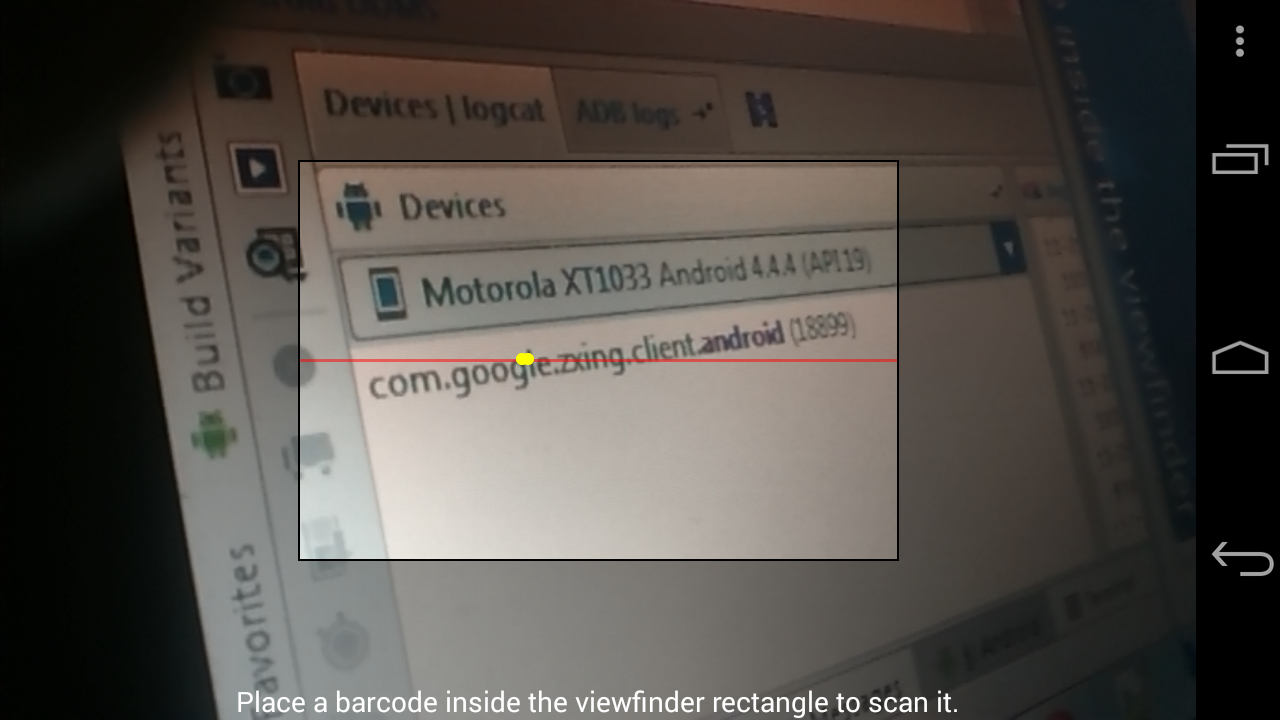 Devices | logcat
ADB logs
Devices
Motorola XT1033 Android 4.4.4 (API 19)
com.google.zxing.client.android (18899)
Build Variants
Favorites
inside the viewfinder
Android
Place a barcode inside the viewfinder rectangle to scan it.